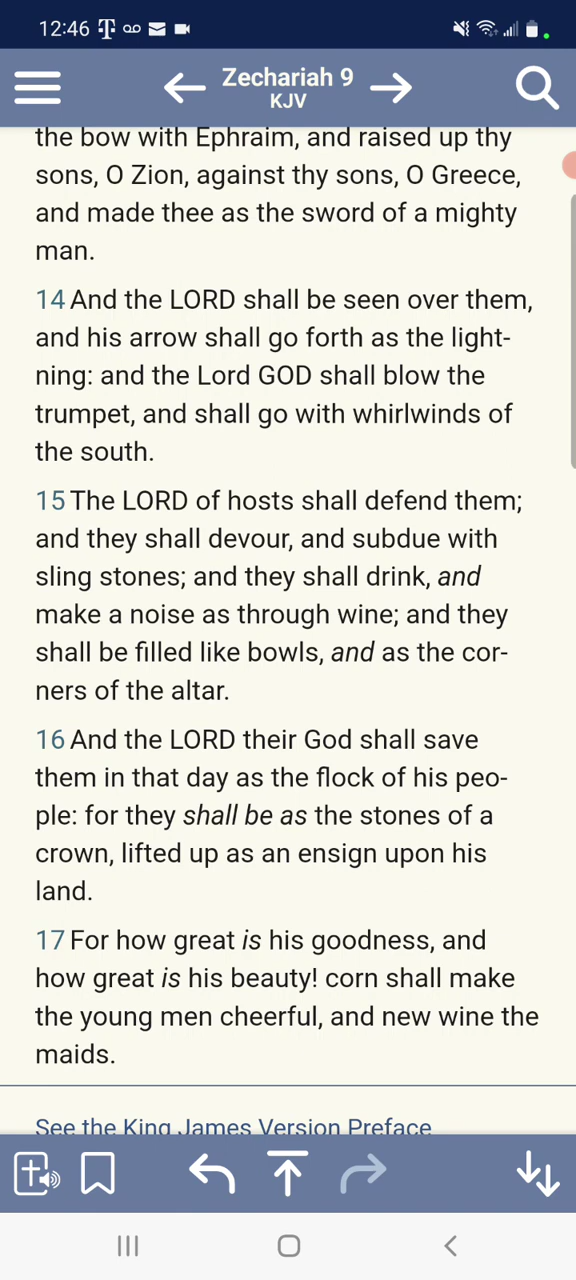 12:46
Zechariah 9
KJV
the bow with Ephraim, and raised up thy
sons, O Zion, against thy sons, O Greece,
and made thee as the sword of a mighty
man.
14 And the LORD shall be seen over them,
and his arrow shall go forth as the light-
ning: and the Lord GOD shall blow the
trumpet, and shall go with whirlwinds of
the south.
15 The LORD of hosts shall defend them;
and they shall devour, and subdue with
sling stones; and they shall drink, and
make a noise as through wine; and they
shall be filled like bowls, and as the cor-
ners of the altar.
16 And the LORD their God shall save
them in that day as the flock of his peo-
ple: for they shall be as the stones of a
crown, lifted up as an ensign upon his
land.
17 For how great is his goodness, and
how great is his beauty! corn shall make
the young men cheerful, and new wine the
maids.
See the King James Version Preface